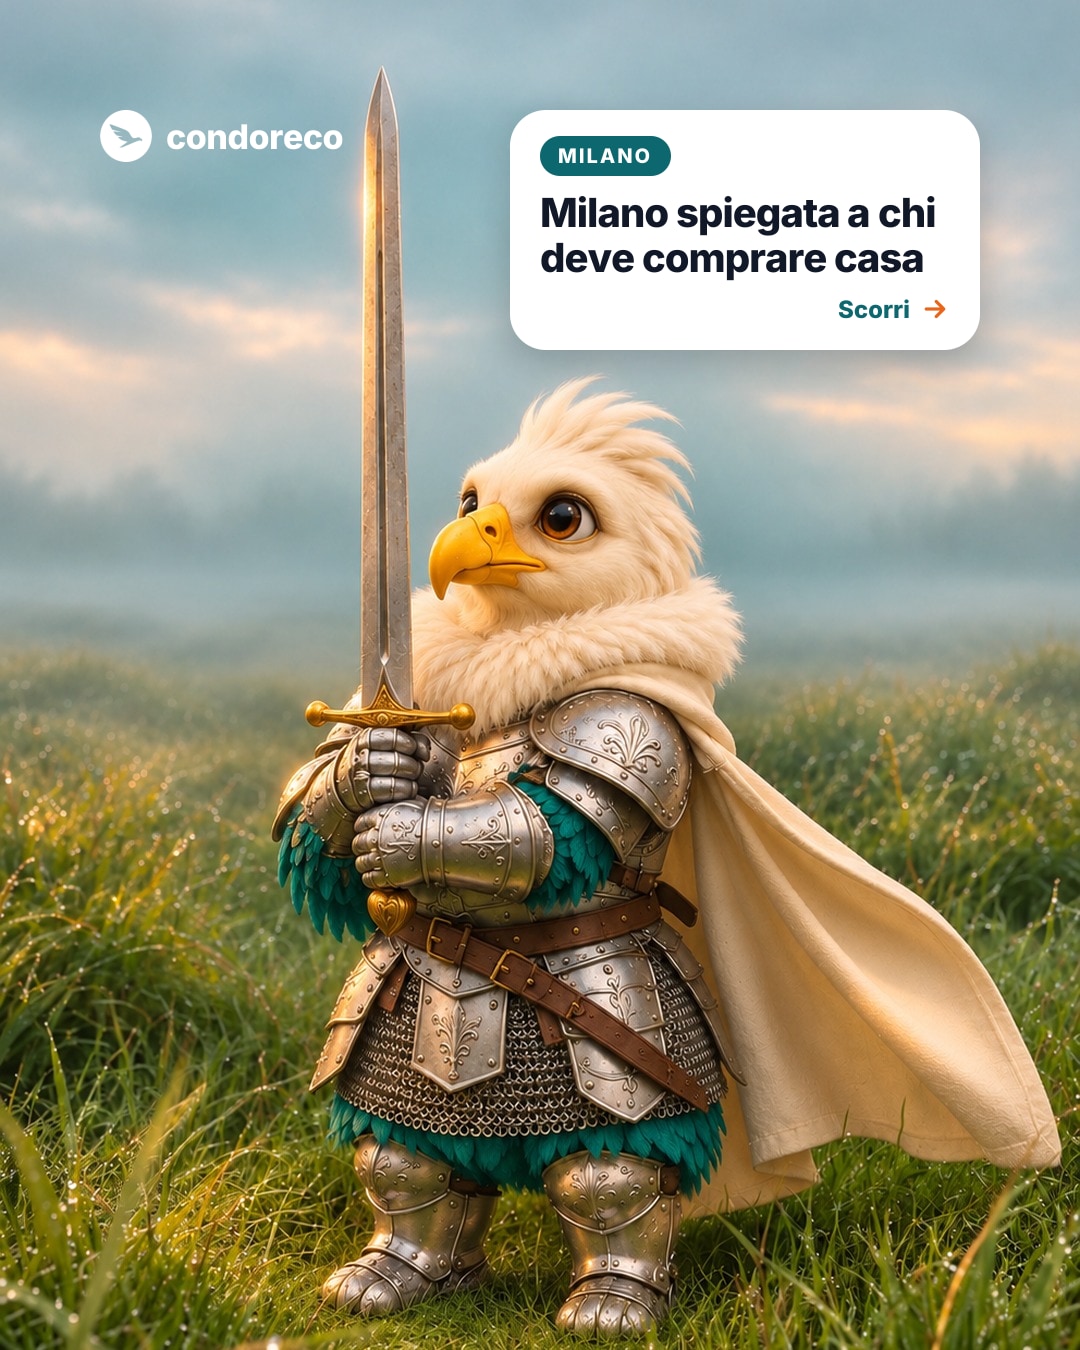 condoreco
MILANO
Milano spiegata a chi
deve comprare casa
Scorri →